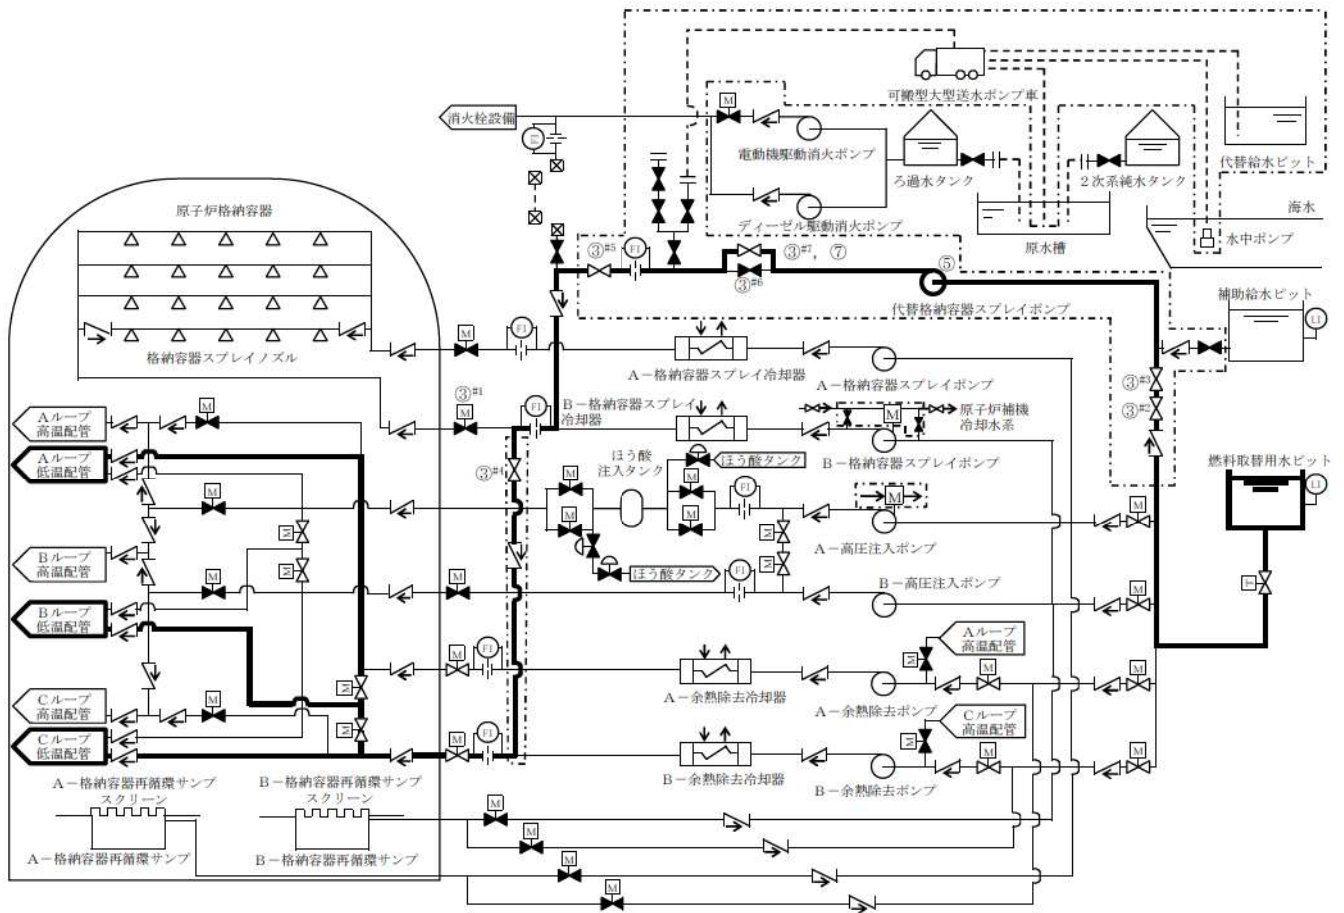 可搬型大型送水ポンプ車
消火栓設備
M
FI
電動機駆動消火ポンプ
ろ過水タンク
2次系純水タンク
代替給水ピット
ディーゼル駆動消火ポンプ
原水槽
海水
水中ポンプ
原子炉格納容器
③#5
FI
③#7, ⑦
③#6
⑤
代替格納容器スプレイポンプ
補助給水ピット
LI
格納容器スプレイノズル
M
FI
A-格納容器スプレイ冷却器
A-格納容器スプレイポンプ
③#3
③#1
③#2
M
FI
B-格納容器スプレイ
冷却器
M
原子炉補機
冷却水系
B-格納容器スプレイポンプ
Aループ
高温配管
M
Aループ
低温配管
③#4
ほう酸
注入タンク
ほう酸タンク
燃料取替用水ピット
LI
M
M
M
FI
M
M
M
M
M
A-高圧注入ポンプ
M
M
Bループ
高温配管
M
M
ほう酸タンク
FI
B-高圧注入ポンプ
M
M
M
T
Bループ
低温配管
M
FI
Aループ
高温配管
M
M
M
A-余熱除去冷却器
A-余熱除去ポンプ
M
Cループ
高温配管
M
M
FI
Cループ
高温配管
M
M
M
Cループ
低温配管
B-余熱除去冷却器
B-余熱除去ポンプ
A-格納容器再循環サンプ
スクリーン
B-格納容器再循環サンプ
スクリーン
M
M
A-格納容器再循環サンプ
B-格納容器再循環サンプ
M
M